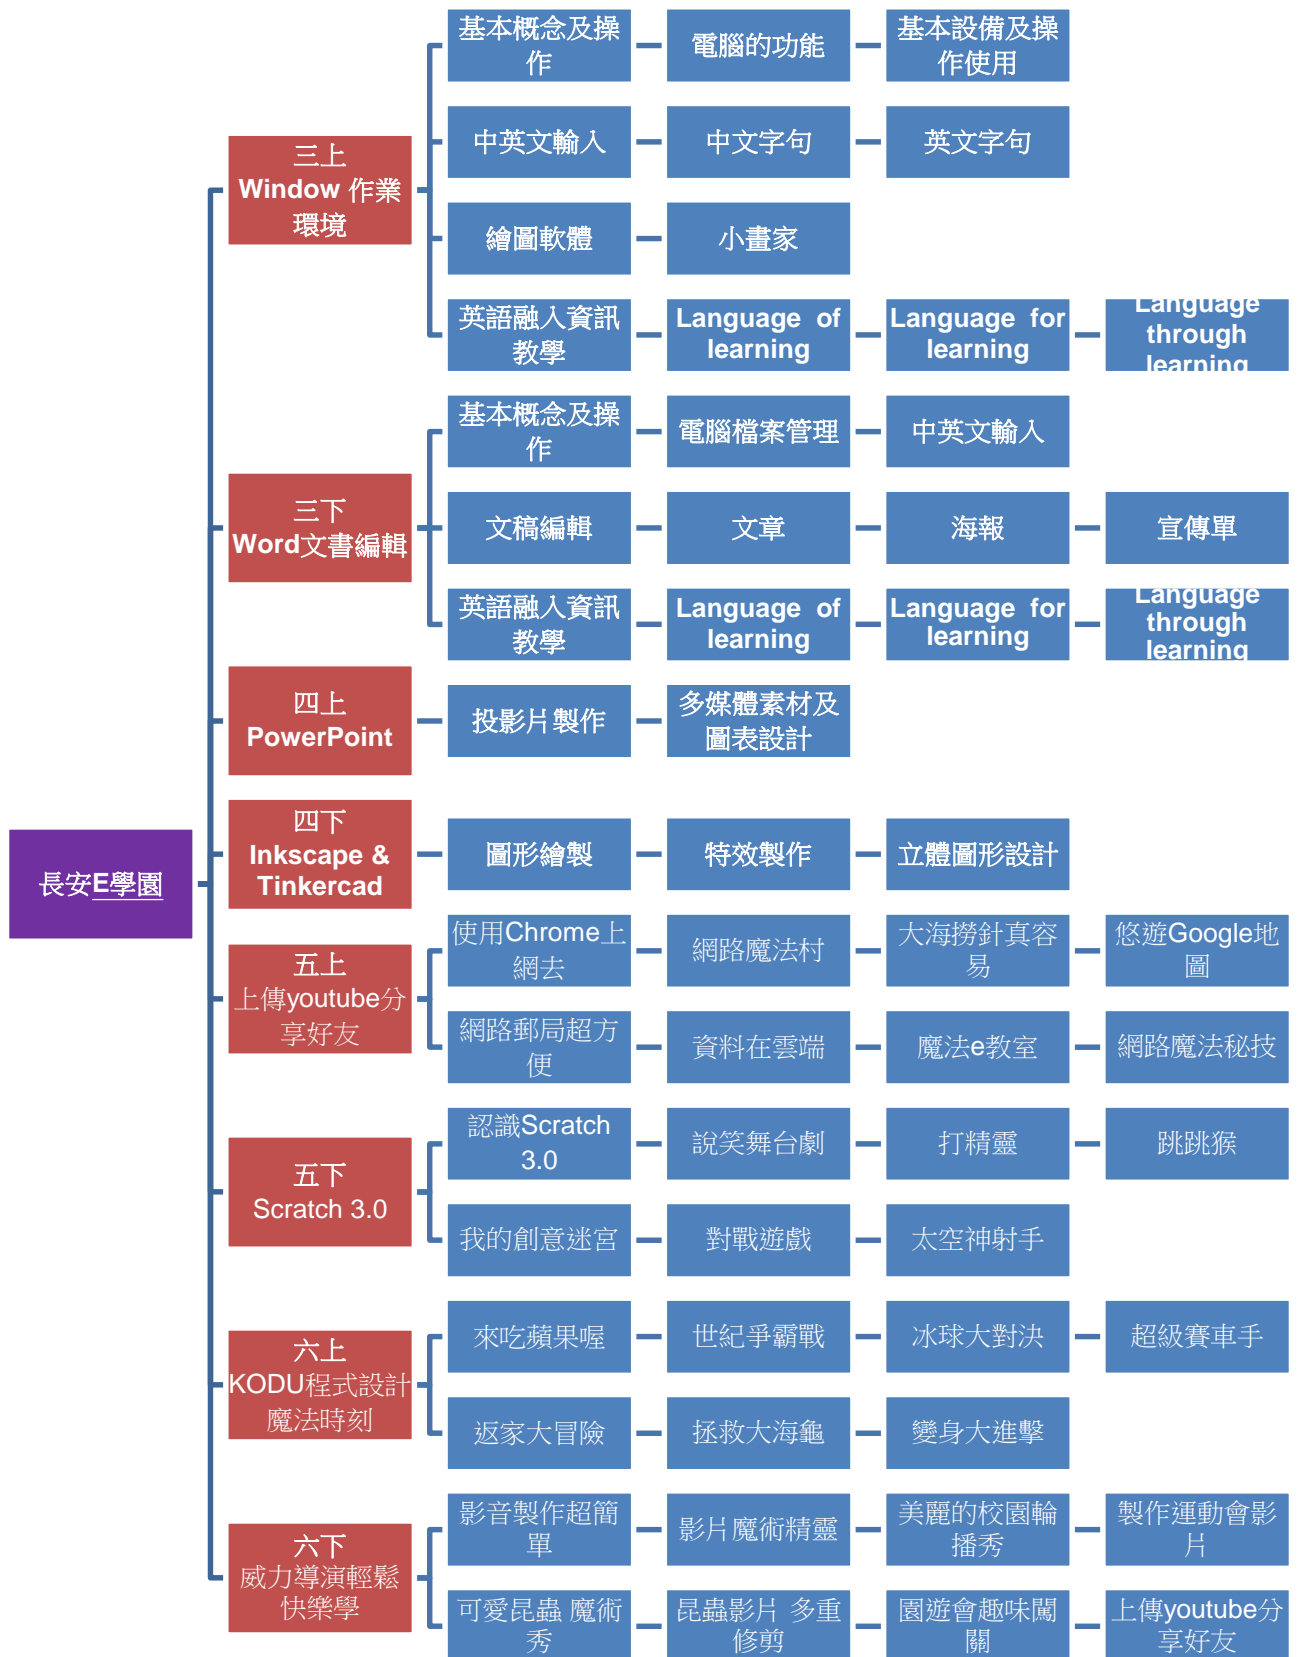 長安E學園
三上
Window 作業
環境
基本概念及操
作
電腦的功能
基本設備及操
作使用
中英文輸入
中文字句
英文字句
繪圖軟體
小畫家
英語融入資訊
教學
Language of
learning
Language for
learning
Language
through
learning
三下
Word文書編輯
基本概念及操
作
電腦檔案管理
中英文輸入
文稿編輯
文章
海報
宣傳單
英語融入資訊
教學
Language of
learning
Language for
learning
Language
through
learning
四上
PowerPoint
投影片製作
多媒體素材及
圖表設計
四下
Inkscape &
Tinkercad
圖形繪製
特效製作
立體圖形設計
五上
上傳youtube分
享好友
使用Chrome上
網去
網路魔法村
大海撈針真容
易
悠遊Google地
圖
網路郵局超方
便
資料在雲端
魔法e教室
網路魔法秘技
五下
Scratch 3.0
認識Scratch
3.0
說笑舞台劇
打精靈
跳跳猴
我的創意迷宮
對戰遊戲
太空神射手
六上
KODU程式設計
魔法時刻
來吃蘋果喔
世紀爭霸戰
冰球大對決
超級賽車手
返家大冒險
拯救大海龜
變身大進擊
六下
威力導演輕鬆
快樂學
影音製作超簡
單
影片魔術精靈
美麗的校園輪
播秀
製作運動會影
片
可愛昆蟲 魔術
秀
昆蟲影片 多重
修剪
園遊會趣味闖
關
上傳youtube分
享好友